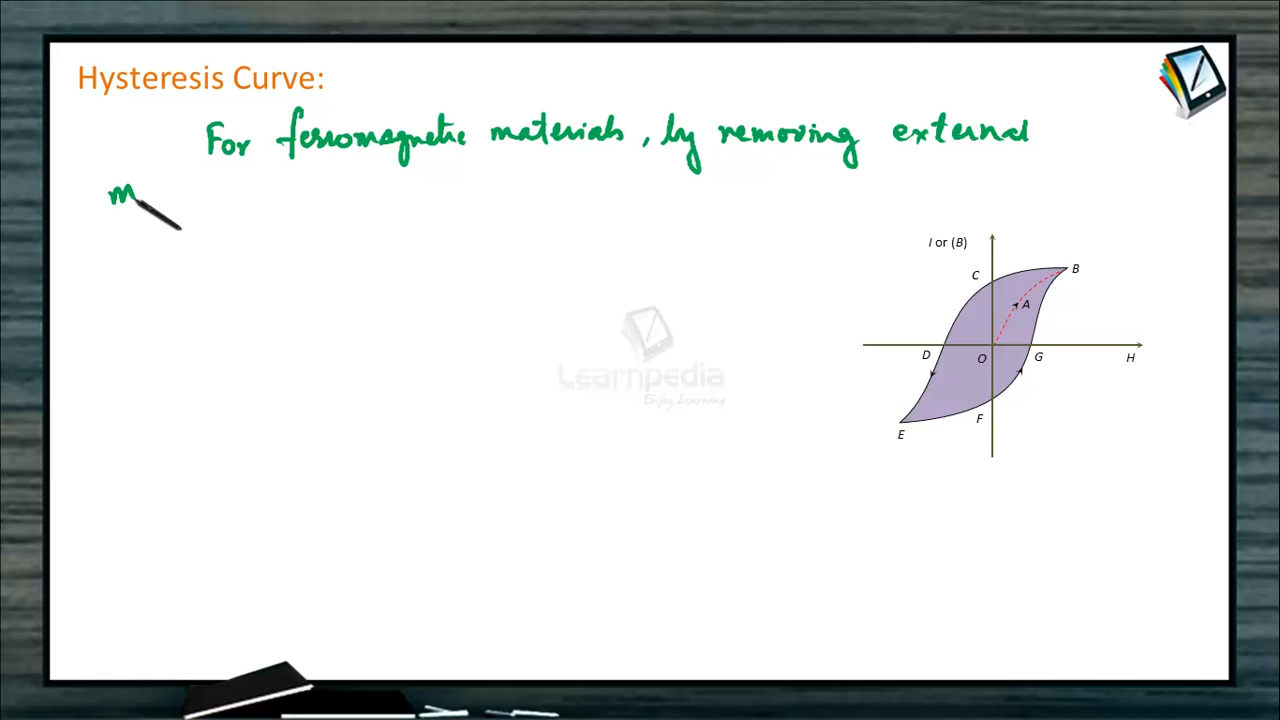 Hysteresis Curve:
For ferromagnetic materials, by removing external
m
I or (B)
C
B
A
D
O
G
H
F
E
Learnpedia
Enjoy Learning